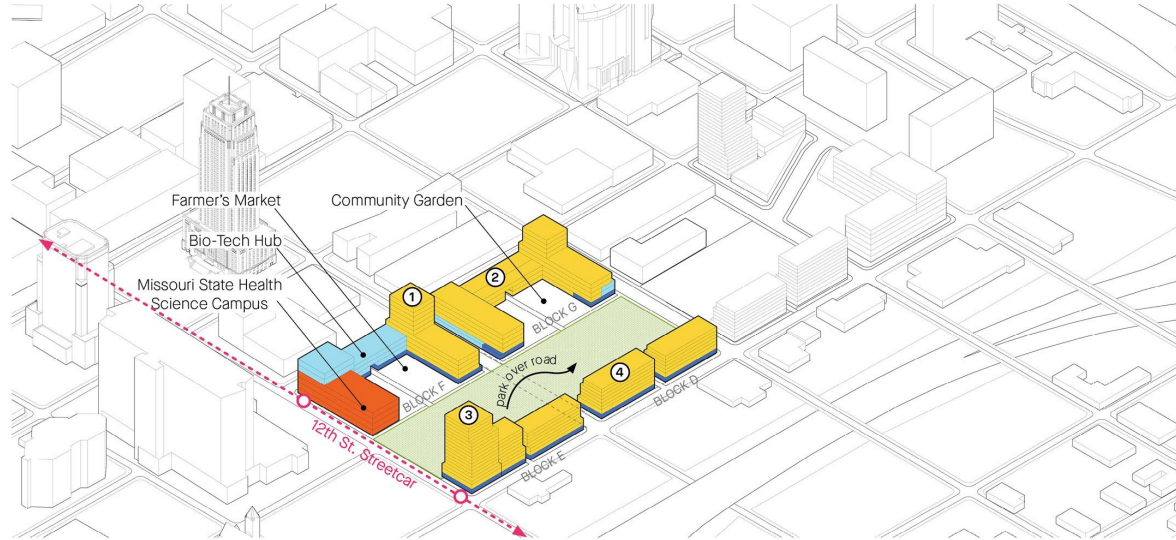 Farmer's Market
Community Garden
Bio-Tech Hub
Missouri State Health
Science Campus
1
2
BLOCK G
BLOCK F
park over road
4
BLOCK D
3
BLOCK E
12th St. Streetcar